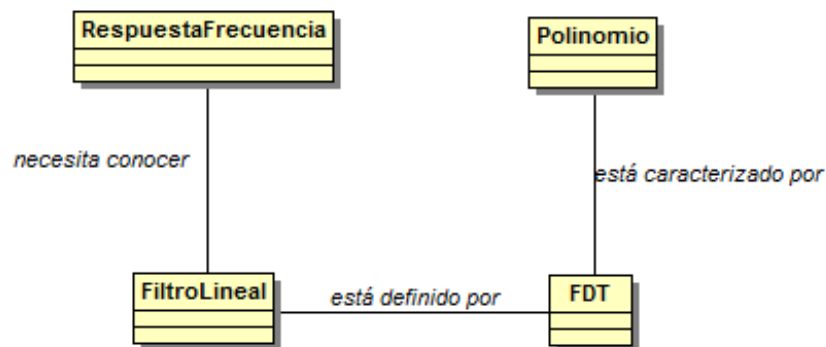 RespuestaFrecuencia
Polinomio
necesita conocer
está caracterizado por
FiltroLineal
está definido por
FDT